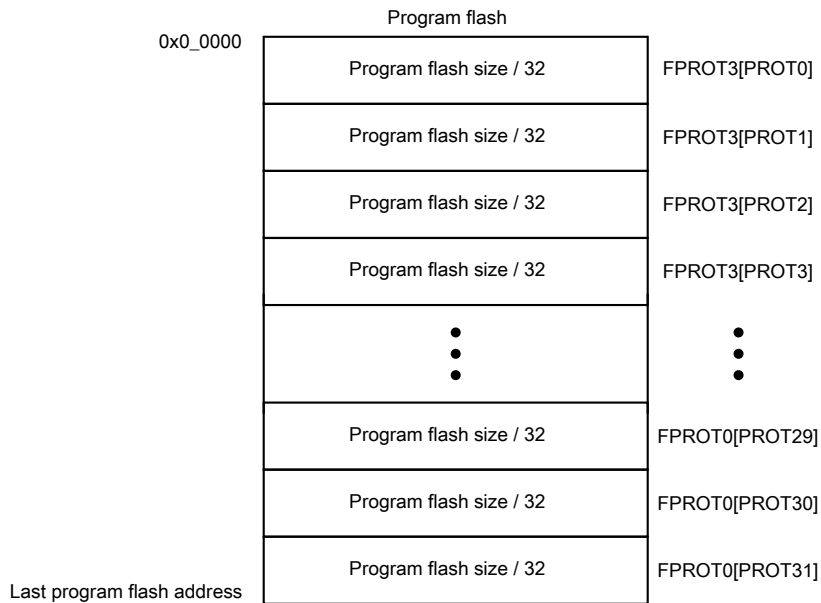 Program flash
0x0_0000
Program flash size / 32 FPROT3[PROT0]
Program flash size / 32 FPROT3[PROT1]
Program flash size / 32 FPROT3[PROT2]
Program flash size / 32 FPROT3[PROT3]
Program flash size / 32 FPROT0[PROT29]
Program flash size / 32 FPROT0[PROT30]
Program flash size / 32 FPROT0[PROT31]
Last program flash address